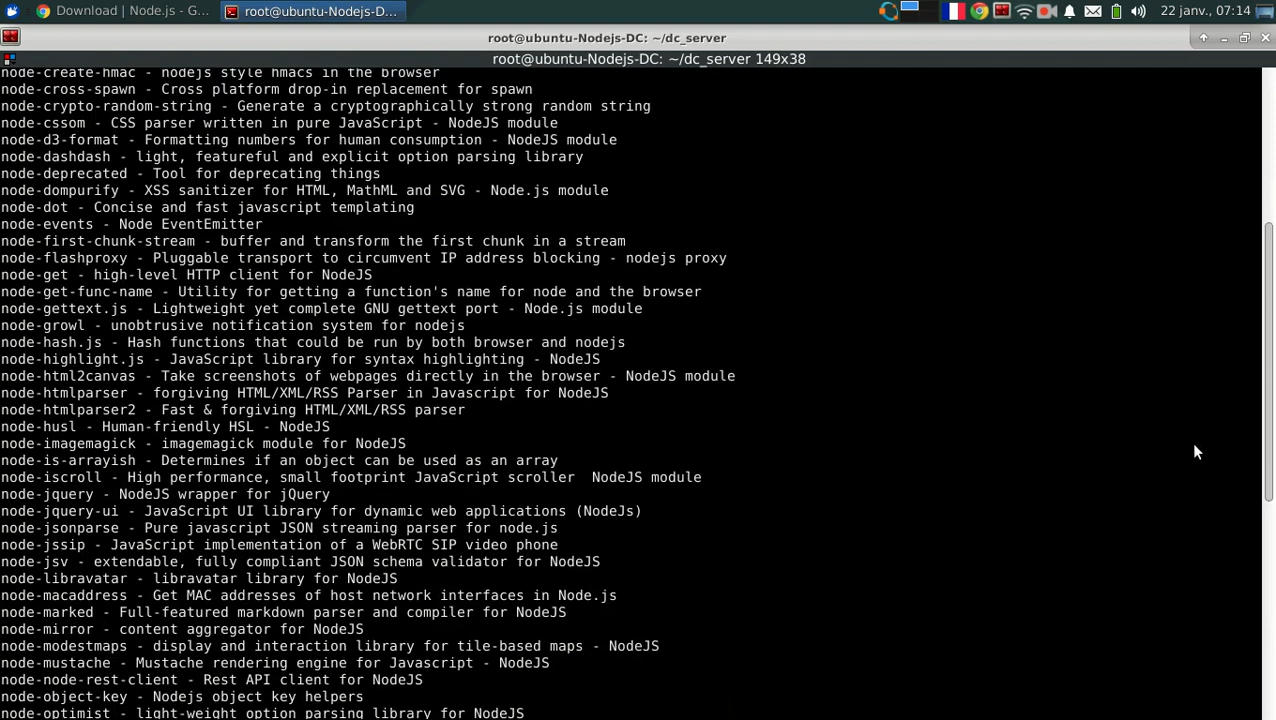 Download | Node.js - G...
root@ubuntu-Nodejs-D...
22 janv., 07:14
root@ubuntu-Nodejs-DC: ~/dc_server
root@ubuntu-Nodejs-DC: ~/dc_server 149x38
node-create-hmac - nodejs style hmacs in the browser
node-cross-spawn - Cross platform drop-in replacement for spawn
node-crypto-random-string - Generate a cryptographically strong random string
node-cssom - CSS parser written in pure JavaScript - NodeJS module
node-d3-format - Formatting numbers for human consumption - NodeJS module
node-dashdash - light, featureful and explicit option parsing library
node-deprecated - Tool for deprecating things
node-dompurify - XSS sanitizer for HTML, MathML and SVG - Node.js module
node-dot - Concise and fast javascript templating
node-events - Node EventEmitter
node-first-chunk-stream - buffer and transform the first chunk in a stream
node-flashproxy - Pluggable transport to circumvent IP address blocking - nodejs proxy
node-get - high-level HTTP client for NodeJS
node-get-func-name - Utility for getting a function's name for node and the browser
node-gettext.js - Lightweight yet complete GNU gettext port - Node.js module
node-growl - unobtrusive notification system for nodejs
node-hash.js - Hash functions that could be run by both browser and nodejs
node-highlight.js - JavaScript library for syntax highlighting - NodeJS
node-html2canvas - Take screenshots of webpages directly in the browser - NodeJS module
node-htmlparser - forgiving HTML/XML/RSS Parser in Javascript for NodeJS
node-htmlparser2 - Fast & forgiving HTML/XML/RSS parser
node-husl - Human-friendly HSL - NodeJS
node-imagemagick - imagemagick module for NodeJS
node-is-arrayish - Determines if an object can be used as an array
node-iscroll - High performance, small footprint JavaScript scroller  NodeJS module
node-jquery - NodeJS wrapper for jQuery
node-jquery-ui - JavaScript UI library for dynamic web applications (NodeJs)
node-jsonparse - Pure javascript JSON streaming parser for node.js
node-jssip - JavaScript implementation of a WebRTC SIP video phone
node-jsv - extendable, fully compliant JSON schema validator for NodeJS
node-libravatar - libravatar library for NodeJS
node-macaddress - Get MAC addresses of host network interfaces in Node.js
node-marked - Full-featured markdown parser and compiler for NodeJS
node-mirror - content aggregator for NodeJS
node-modestmaps - display and interaction library for tile-based maps - NodeJS
node-mustache - Mustache rendering engine for Javascript - NodeJS
node-node-rest-client - Rest API client for NodeJS
node-object-key - Nodejs object key helpers
node-optimist - light-weight option parsing library for NodeJS